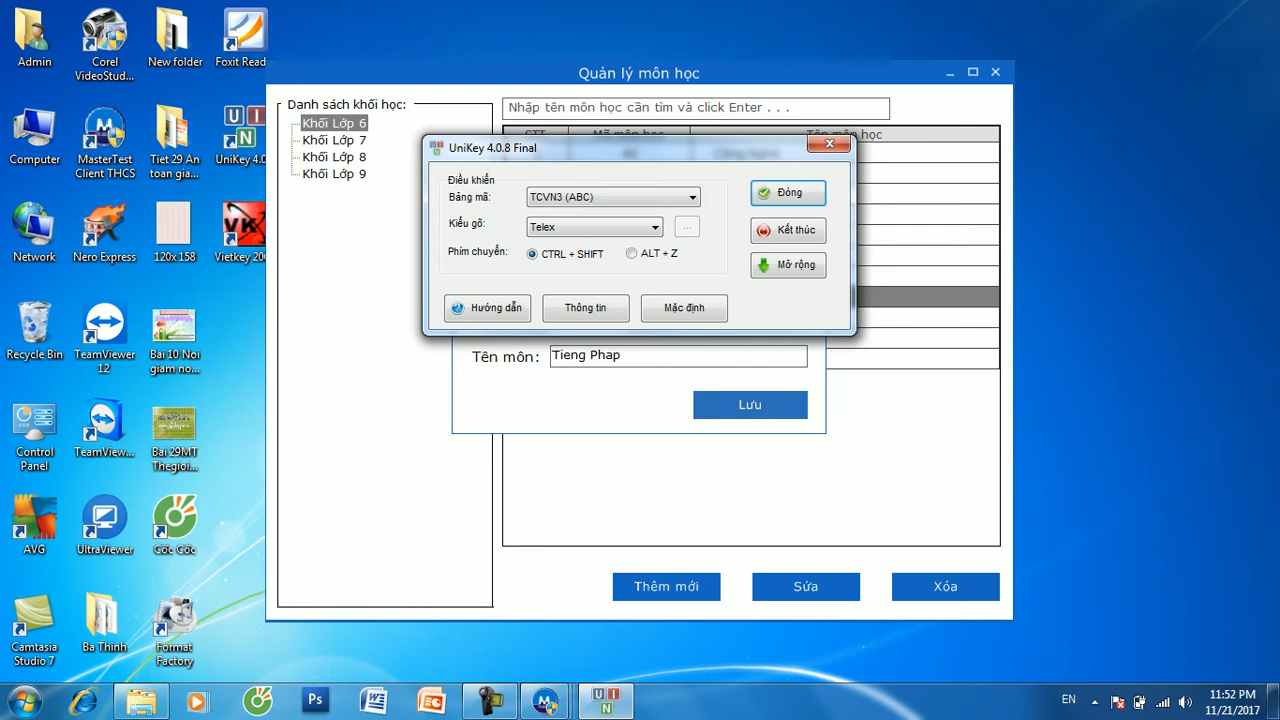 Admin
Corel VideoStud...
New folder
Foxit Read
Computer
MasterTest Client THCS
Tiet 29 An toan gia...
UniKey 4.0
Network
Nero Express
120x158
Vietkey 200
Recycle Bin
TeamViewer 12
Bai 10 Noi giam no...
Control Panel
TeamView...
Bai 29MT Thegioi...
AVG
UltraViewer
Cốc Cốc
Camtasia Studio 7
Ba Thinh
Format Factory
Quản lý môn học
Danh sách khối học:
Khối Lớp 6
Khối Lớp 7
Khối Lớp 8
Khối Lớp 9
Nhập tên môn học cần tìm và click Enter . . .
STT Mã môn học Tên môn học
UniKey 4.0.8 Final
Điều khiển
Bảng mã: TCVN3 (ABC)
Kiểu gõ: Telex ...
Phím chuyển: CTRL + SHIFT ALT + Z
Đóng
Kết thúc
Mở rộng
Hướng dẫn Thông tin Mặc định
Tên môn: Tieng Phap
Lưu
Thêm mới Sửa Xóa
EN
11:52 PM
11/21/2017